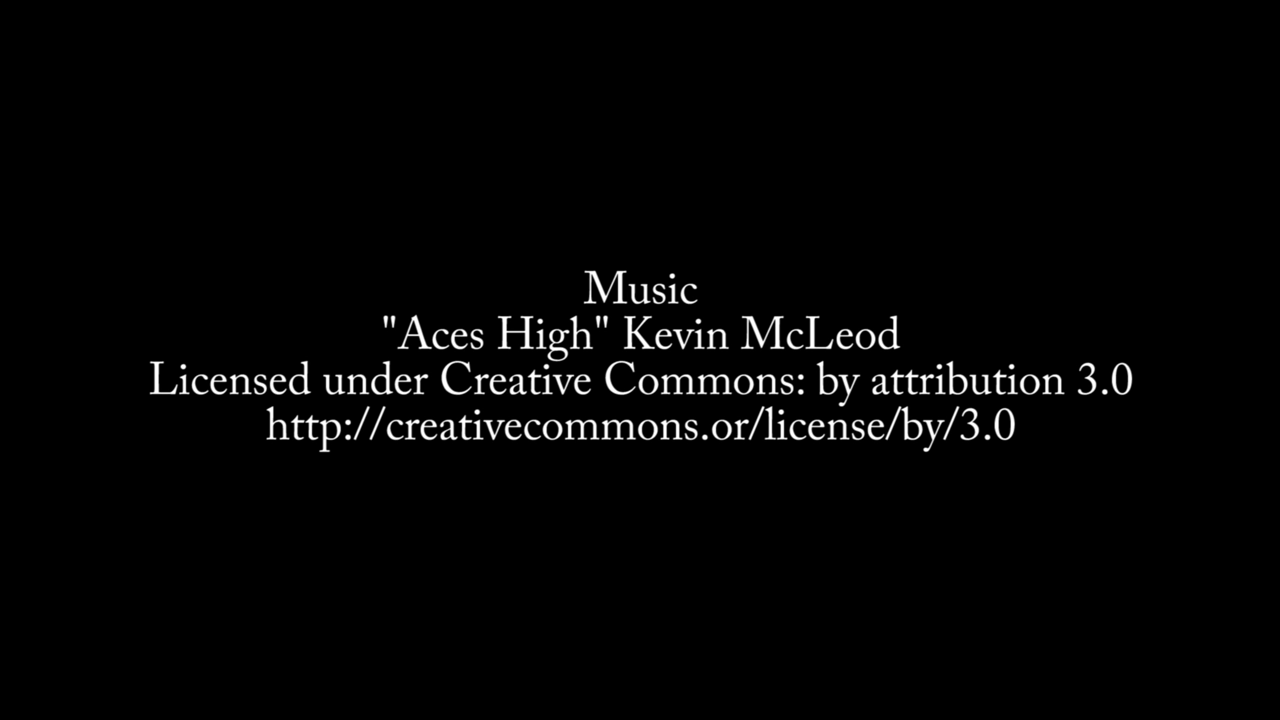 Music
"Aces High" Kevin McLeod
Licensed under Creative Commons: by attribution 3.0
http://creativecommons.or/license/by/3.0